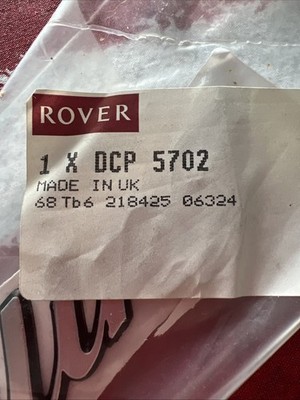 ROVER
1 X DCP 5702
MADE IN UK
68 Tb6 218425 06324